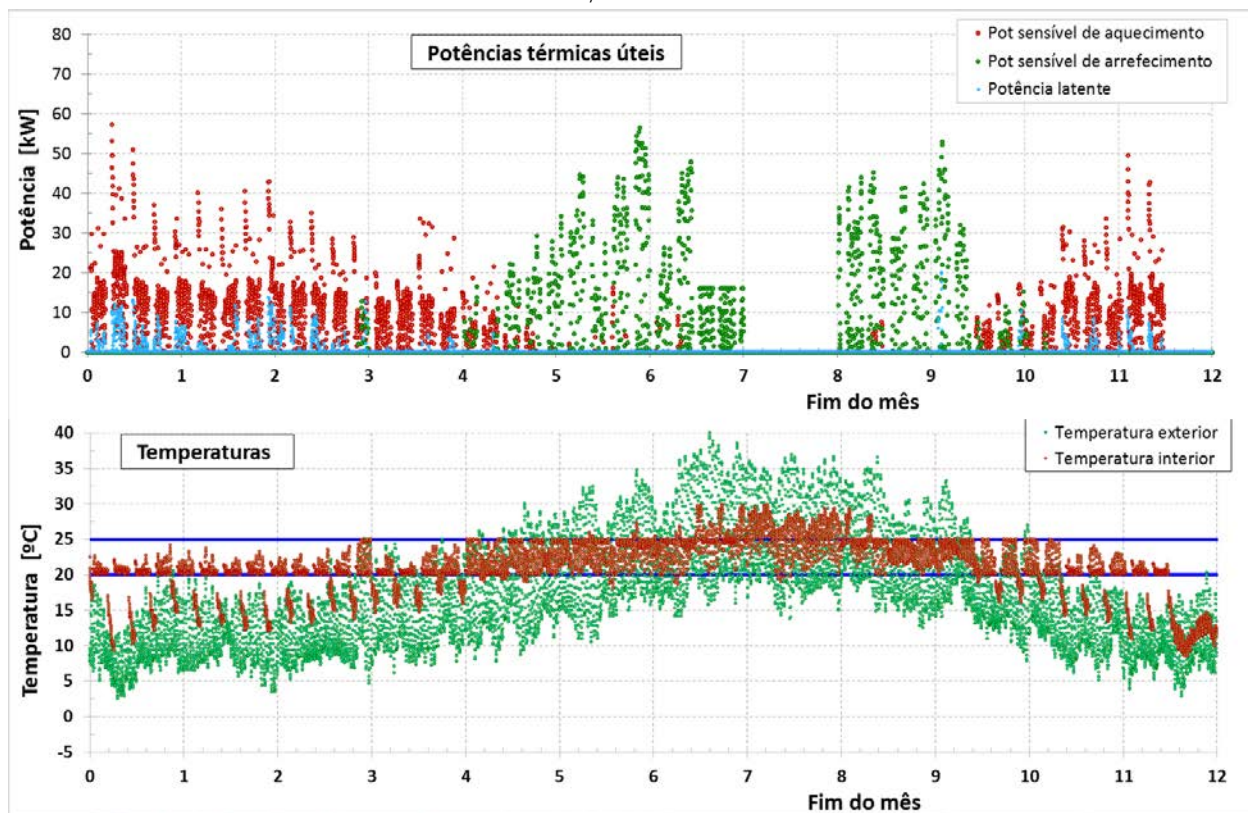 Potências térmicas úteis
Pot sensível de aquecimento
Pot sensível de arrefecimento
Potência latente
Potência [kW]
80
70
60
50
40
30
20
10
0
0 1 2 3 4 5 6 7 8 9 10 11 12
Fim do mês
Temperaturas
Temperatura exterior
Temperatura interior
Temperatura [ºC]
40
35
30
25
20
15
10
5
0
-5
0 1 2 3 4 5 6 7 8 9 10 11 12
Fim do mês